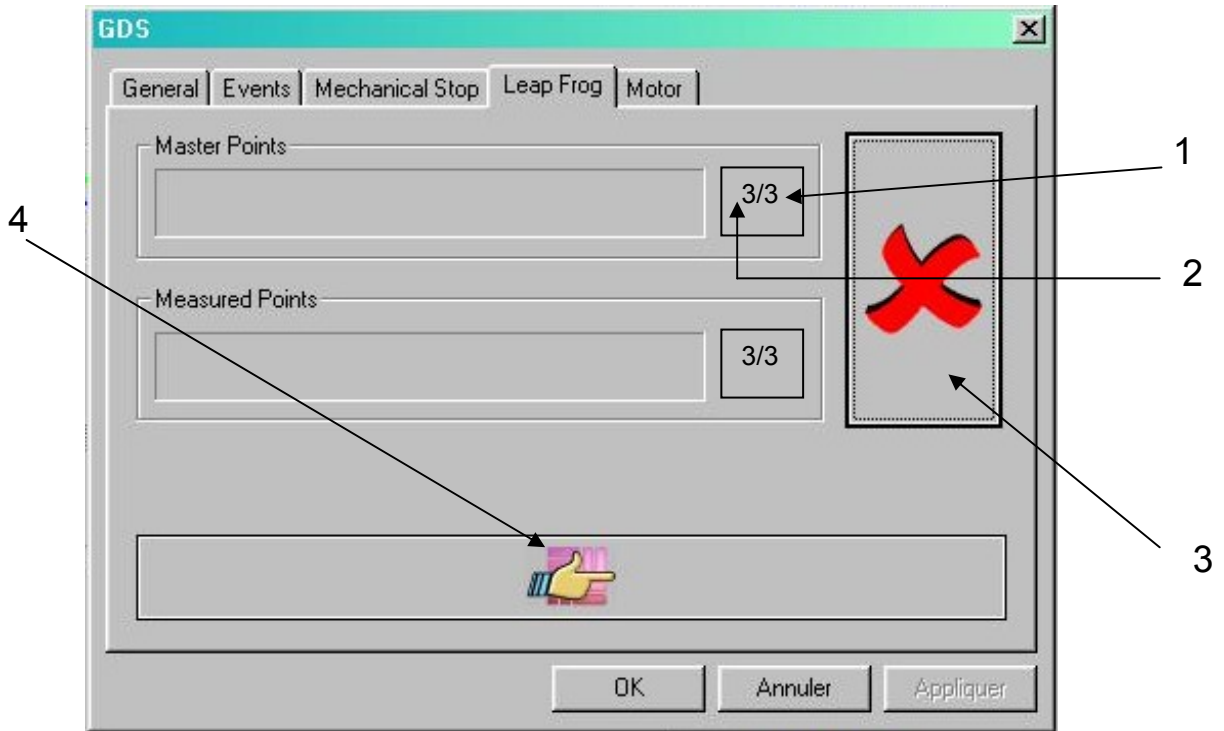 GDS
General Events Mechanical Stop Leap Frog Motor
Master Points
3/3
1
2
4
Measured Points
3/3
3
OK Annuler Appliquer